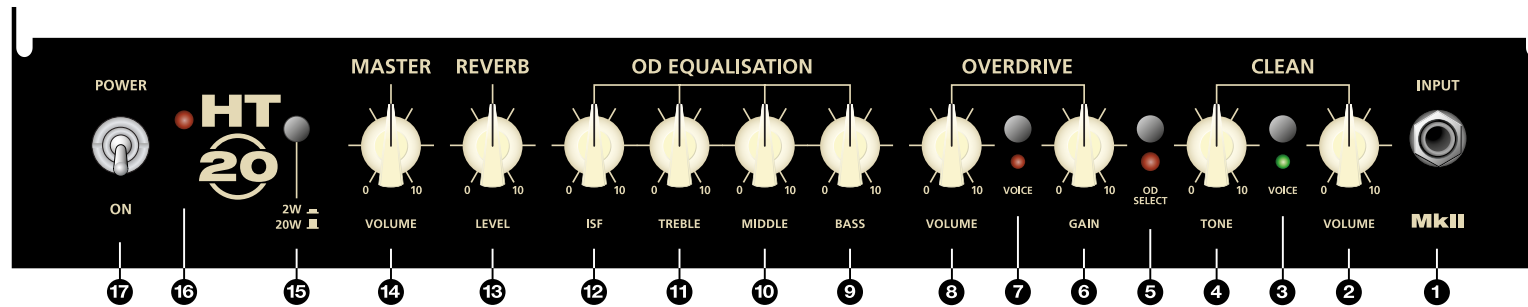 MASTER REVERB OD EQUALISATION OVERDRIVE CLEAN
POWER INPUT
HT
20
0 10 0 10 0 10 0 10 0 10 0 10 0 10 0 10 0 10 0 10
VOICE OD SELECT VOICE
ON
2W
20W
VOLUME LEVEL ISF TREBLE MIDDLE BASS VOLUME GAIN TONE VOLUME MkII
17 16 15 14 13 12 11 10 9 8 7 6 5 4 3 2 1